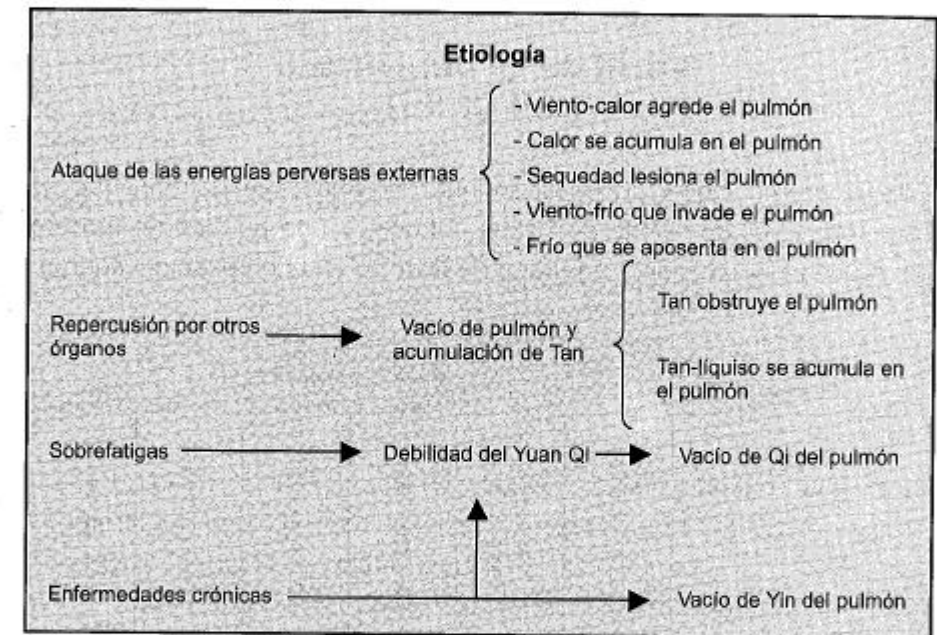 Etiología
Ataque de las energías perversas externas
- Viento-calor agrede el pulmón
- Calor se acumula en el pulmón
- Sequedad lesiona el pulmón
- Viento-frío que invade el pulmón
- Frío que se aposenta en el pulmón
Repercusión por otros
órganos
Vacío de pulmón y
acumulación de Tan
Tan obstruye el pulmón
Tan-líquiso se acumula en
el pulmón
Sobrefatigas
Debilidad del Yuan QI
Vacío de Qi del pulmón
Enfermedades crónicas
Vacío de Yin del pulmón